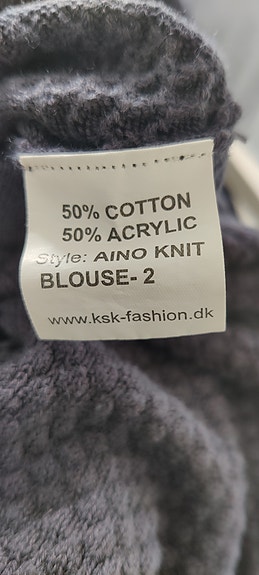 50% COTTON
50% ACRYLIC
Style: AINO KNIT
BLOUSE- 2
www.ksk-fashion.dk